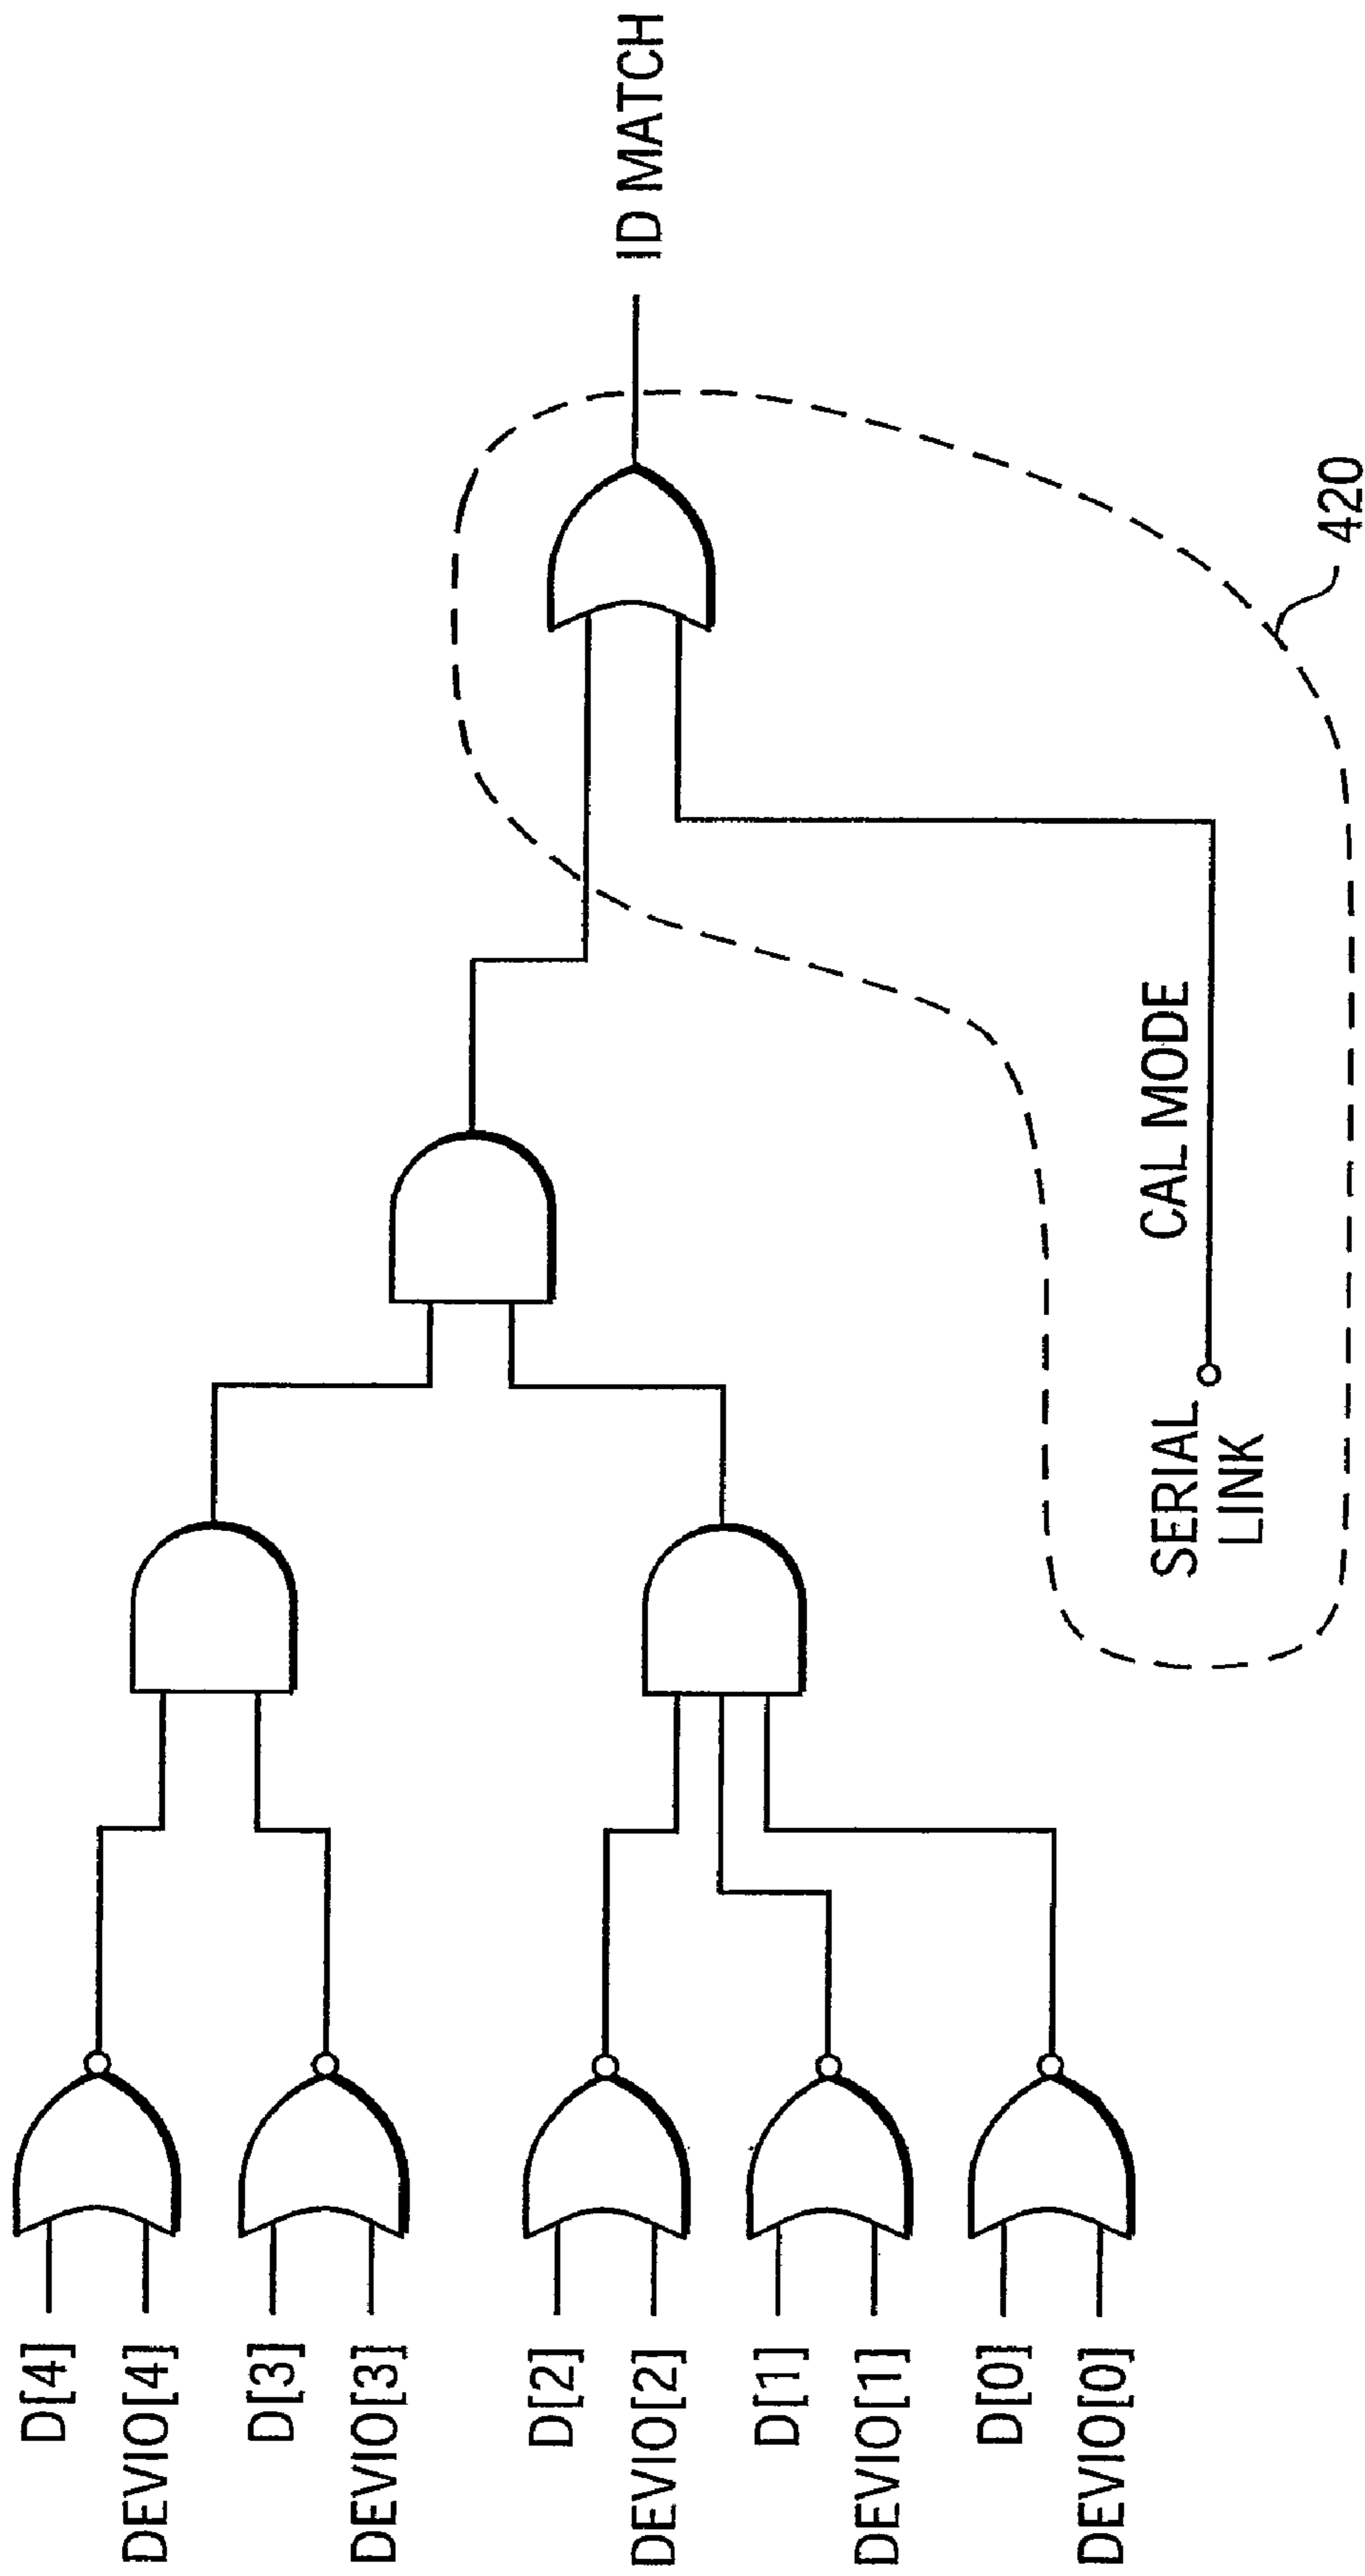 D[4]
DEVIO[4]
D[3]
DEVIO[3]
D[2]
DEVIO[2]
D[1]
DEVIO[1]
D[0]
DEVIO[0]
SERIAL
LINK
CAL MODE
ID MATCH
420